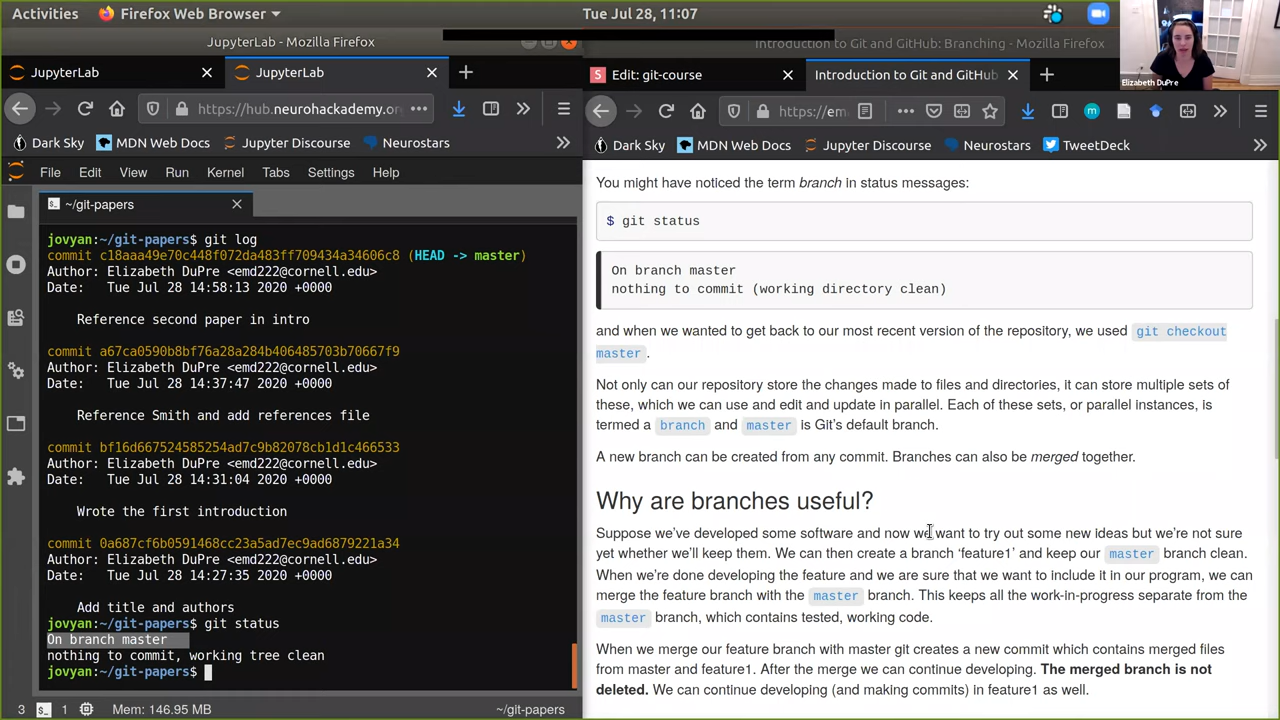 Activities Firefox Web Browser Tue Jul 28, 11:07
JupyterLab - Mozilla Firefox
Introduction to Git and GitHub: Branching - Mozilla Firefox
Elizabeth DuPre
JupyterLab
JupyterLab
Edit: git-course
Introduction to Git and GitHub
https://hub.neurohackademy.or
https://em
Dark Sky MDN Web Docs Jupyter Discourse Neurostars
Dark Sky MDN Web Docs Jupyter Discourse Neurostars TweetDeck
File Edit View Run Kernel Tabs Settings Help
~/git-papers
jovyan:~/git-papers$ git log
commit c18aaa49e70c448f072da483ff709434a34606c8 (HEAD -> master)
Author: Elizabeth DuPre <emd222@cornell.edu>
Date: Tue Jul 28 14:58:13 2020 +0000
Reference second paper in intro
commit a67ca0590b8bf76a28a284b406485703b70667f9
Author: Elizabeth DuPre <emd222@cornell.edu>
Date: Tue Jul 28 14:37:47 2020 +0000
Reference Smith and add references file
commit bf16d667524585254ad7c9b82078cb1d1c466533
Author: Elizabeth DuPre <emd222@cornell.edu>
Date: Tue Jul 28 14:31:04 2020 +0000
Wrote the first introduction
commit 0a687cf6b0591468cc23a5ad7ec9ad6879221a34
Author: Elizabeth DuPre <emd222@cornell.edu>
Date: Tue Jul 28 14:27:35 2020 +0000
Add title and authors
jovyan:~/git-papers$ git status
On branch master
nothing to commit, working tree clean
jovyan:~/git-papers$
3 $_ 1 Mem: 146.95 MB ~/git-papers
You might have noticed the term branch in status messages:
$ git status
On branch master
nothing to commit (working directory clean)
and when we wanted to get back to our most recent version of the repository, we used git checkout
master .
Not only can our repository store the changes made to files and directories, it can store multiple sets of
these, which we can use and edit and update in parallel. Each of these sets, or parallel instances, is
termed a branch and master is Git's default branch.
A new branch can be created from any commit. Branches can also be merged together.
Why are branches useful?
Suppose we've developed some software and now we want to try out some new ideas but we're not sure
yet whether we'll keep them. We can then create a branch 'feature1' and keep our master branch clean.
When we're done developing the feature and we are sure that we want to include it in our program, we can
merge the feature branch with the master branch. This keeps all the work-in-progress separate from the
master branch, which contains tested, working code.
When we merge our feature branch with master git creates a new commit which contains merged files
from master and feature1. After the merge we can continue developing. The merged branch is not
deleted. We can continue developing (and making commits) in feature1 as well.